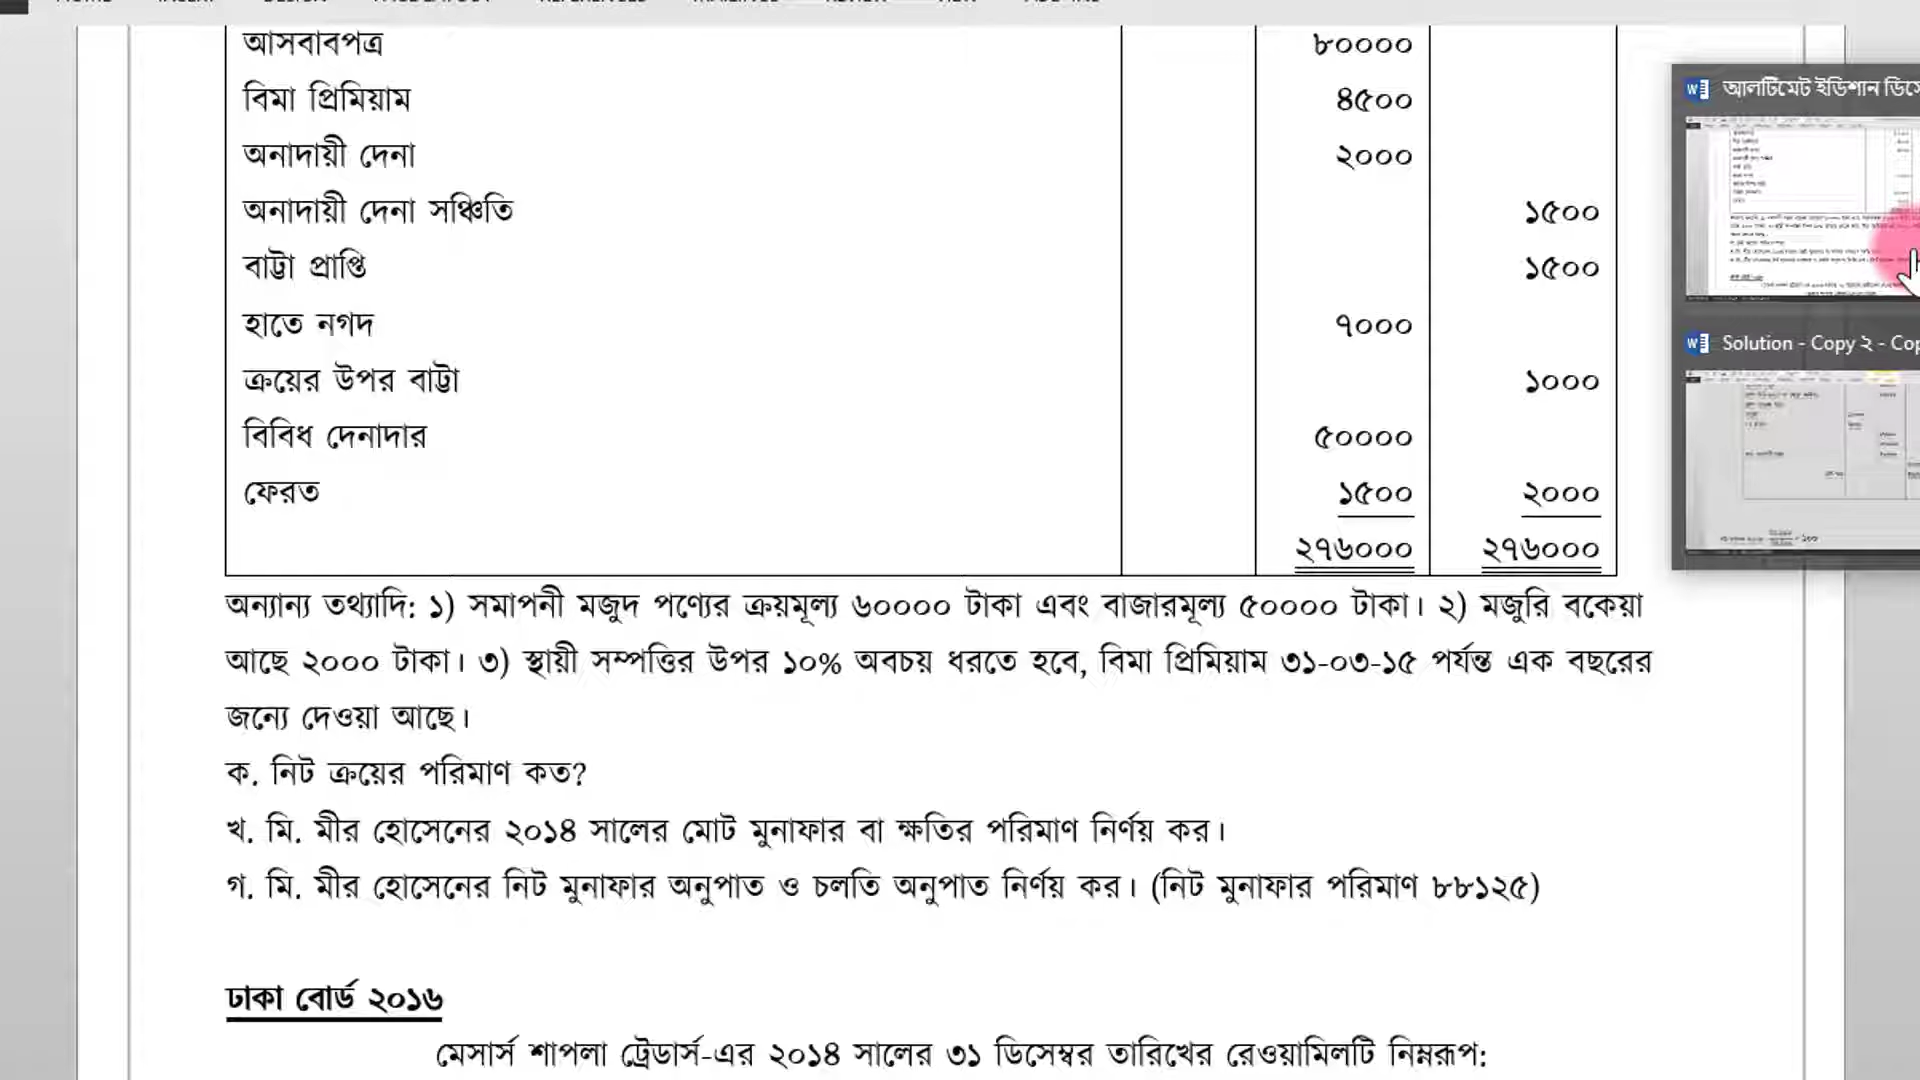 আসবাবপত্র ৮০০০০
আলটিমেট ইডিশান ডিসে
বিমা প্রিমিয়াম ৪৫০০
অনাদায়ী দেনা ২০০০
অনাদায়ী দেনা সঞ্চিতি ১৫০০
বাট্টা প্রাপ্তি ১৫০০
হাতে নগদ ৭০০০
Solution - Copy ২ - Cop
ক্রয়ের উপর বাট্টা ১০০০
বিবিধ দেনাদার ৫০০০০
ফেরত ১৫০০ ২০০০
২৭৬০০০ ২৭৬০০০
অন্যান্য তথ্যাদি: ১) সমাপনী মজুদ পণ্যের ক্রয়মূল্য ৬০০০০ টাকা এবং বাজারমূল্য ৫০০০০ টাকা। ২) মজুরি বকেয়া
আছে ২০০০ টাকা। ৩) স্থায়ী সম্পত্তির উপর ১০% অবচয় ধরতে হবে, বিমা প্রিমিয়াম ৩১-০৩-১৫ পর্যন্ত এক বছরের
জন্যে দেওয়া আছে।
ক. নিট ক্রয়ের পরিমাণ কত?
খ. মি. মীর হোসেনের ২০১৪ সালের মোট মুনাফার বা ক্ষতির পরিমাণ নির্ণয় কর।
গ. মি. মীর হোসেনের নিট মুনাফার অনুপাত ও চলতি অনুপাত নির্ণয় কর। (নিট মুনাফার পরিমাণ ৮৮১২৫)
ঢাকা বোর্ড ২০১৬
মেসার্স শাপলা ট্রেডার্স-এর ২০১৪ সালের ৩১ ডিসেম্বর তারিখের রেওয়ামিলটি নিম্নরূপ: